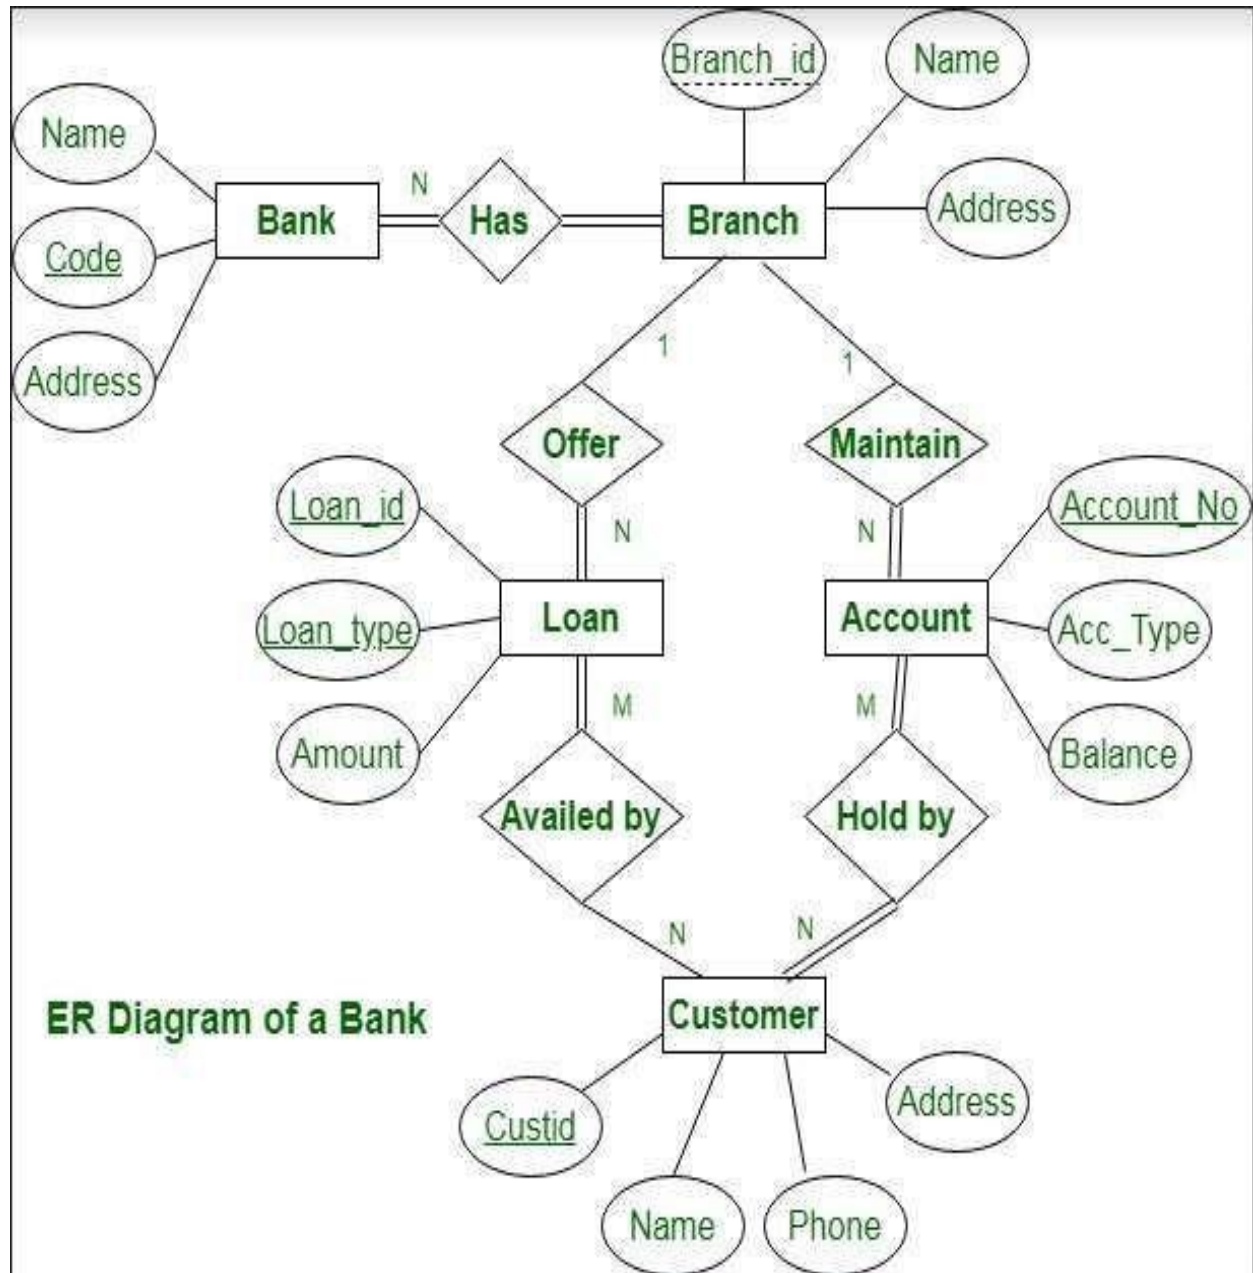 Branch_id
Name
Name
Bank
N
Has
Branch
Address
Code
Address
1
1
Offer
Maintain
Loan_id
N
N
Account_No
Loan_type
Loan
Account
Acc_Type
M
M
Amount
Balance
Availed by
Hold by
N
N
ER Diagram of a Bank
Customer
Custid
Address
Name
Phone